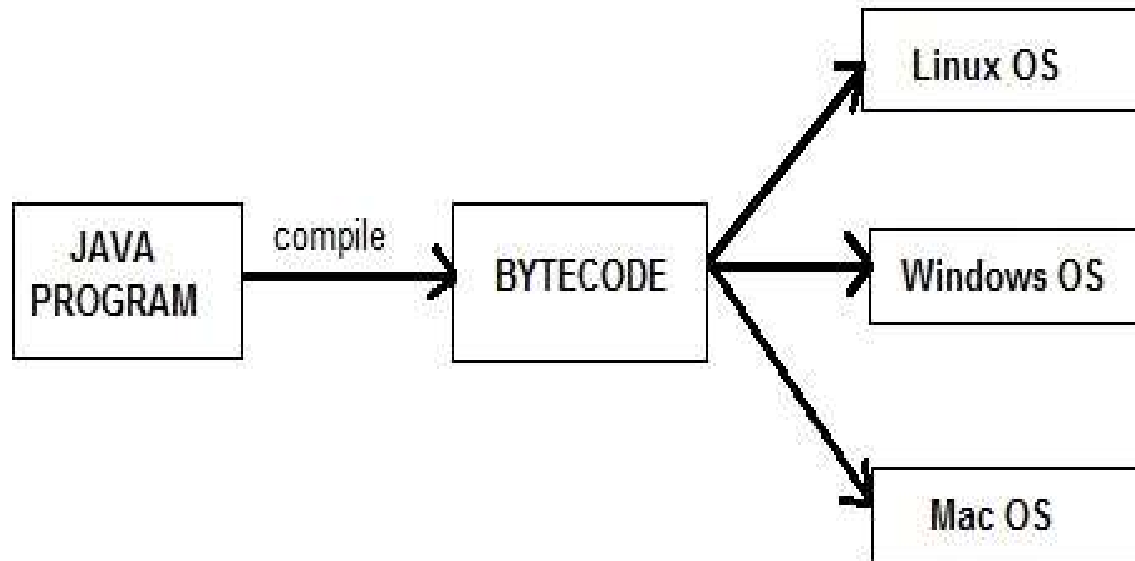 JAVA
PROGRAM
compile
BYTECODE
Linux OS
Windows OS
Mac OS